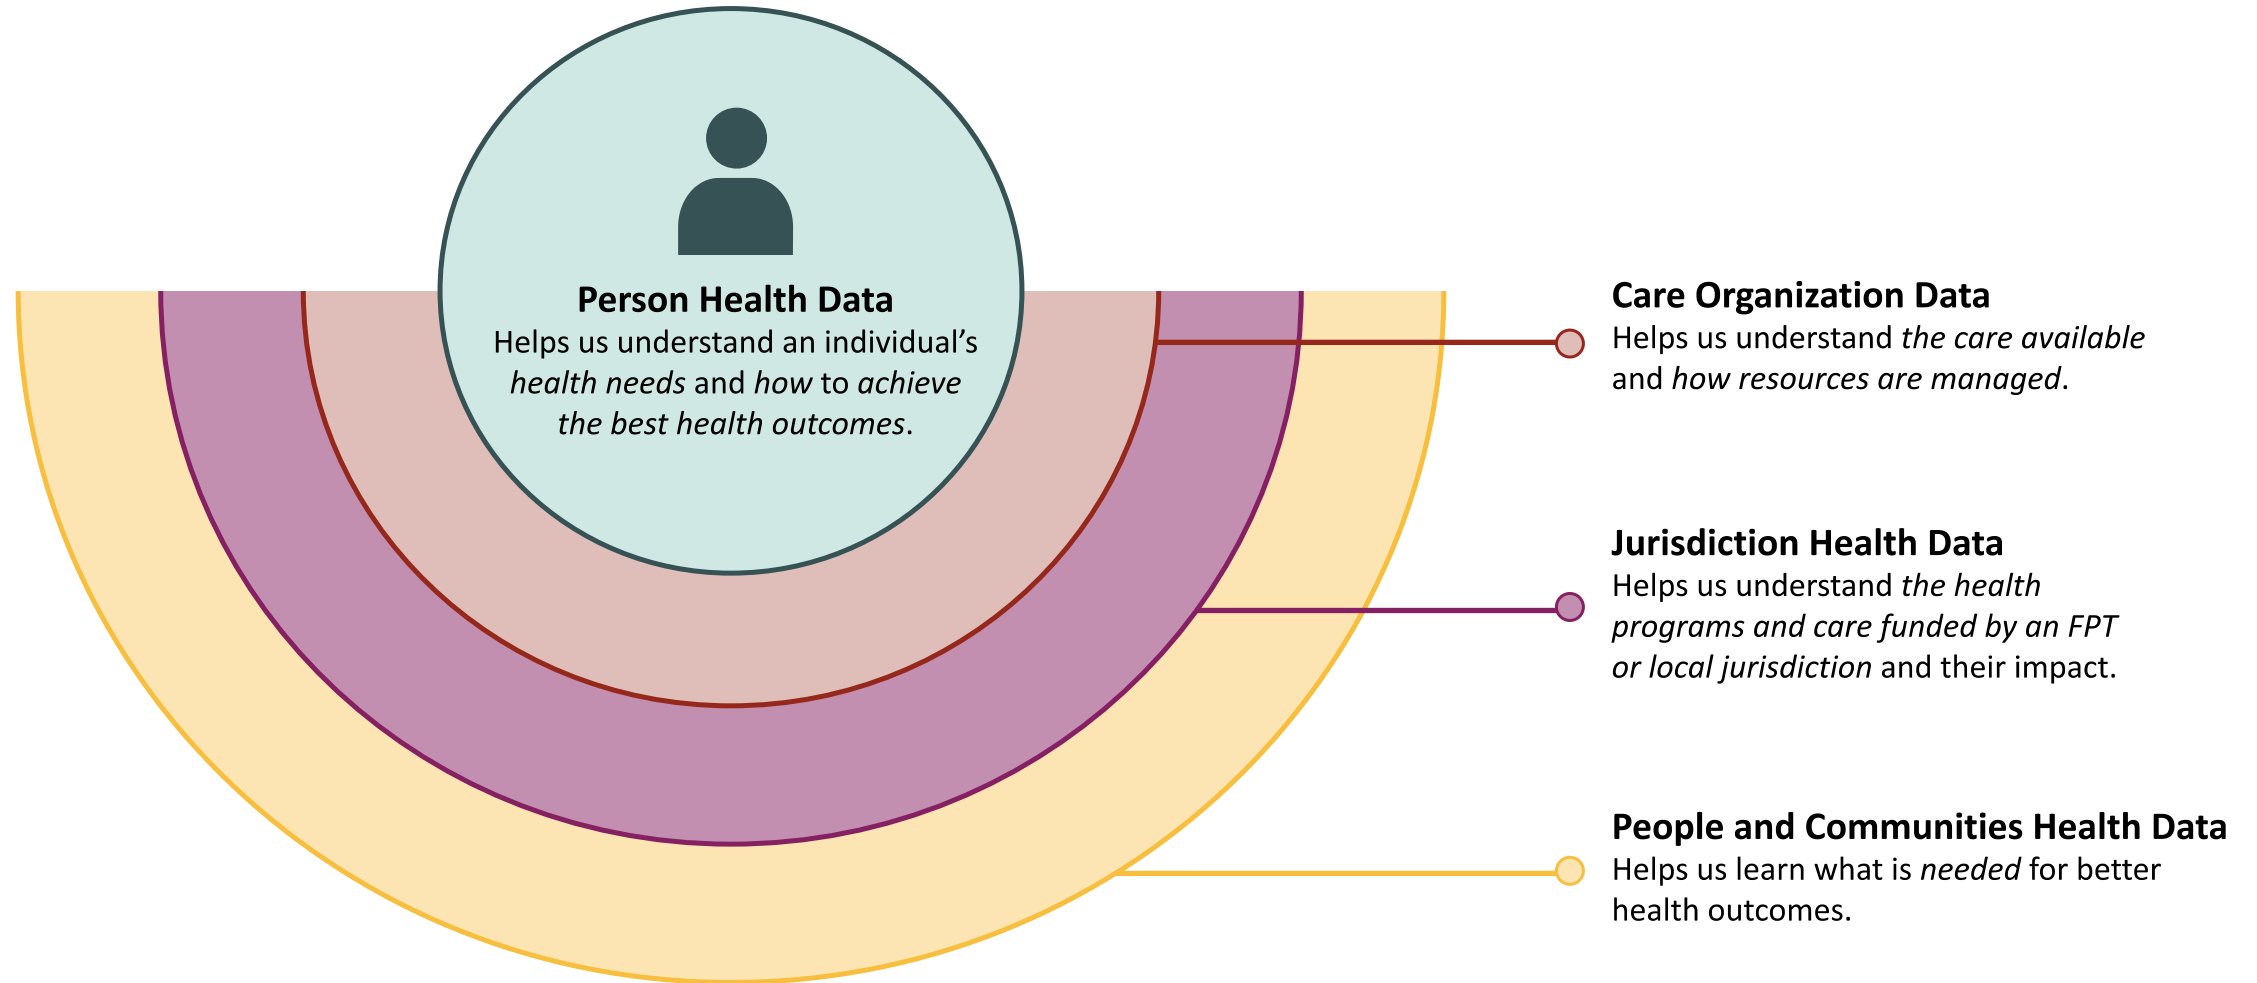 Person Health Data
Helps us understand an individual’s
health needs and how to achieve
the best health outcomes.
Care Organization Data
Helps us understand the care available
and how resources are managed.
Jurisdiction Health Data
Helps us understand the health
programs and care funded by an FPT
or local jurisdiction and their impact.
People and Communities Health Data
Helps us learn what is needed for better
health outcomes.